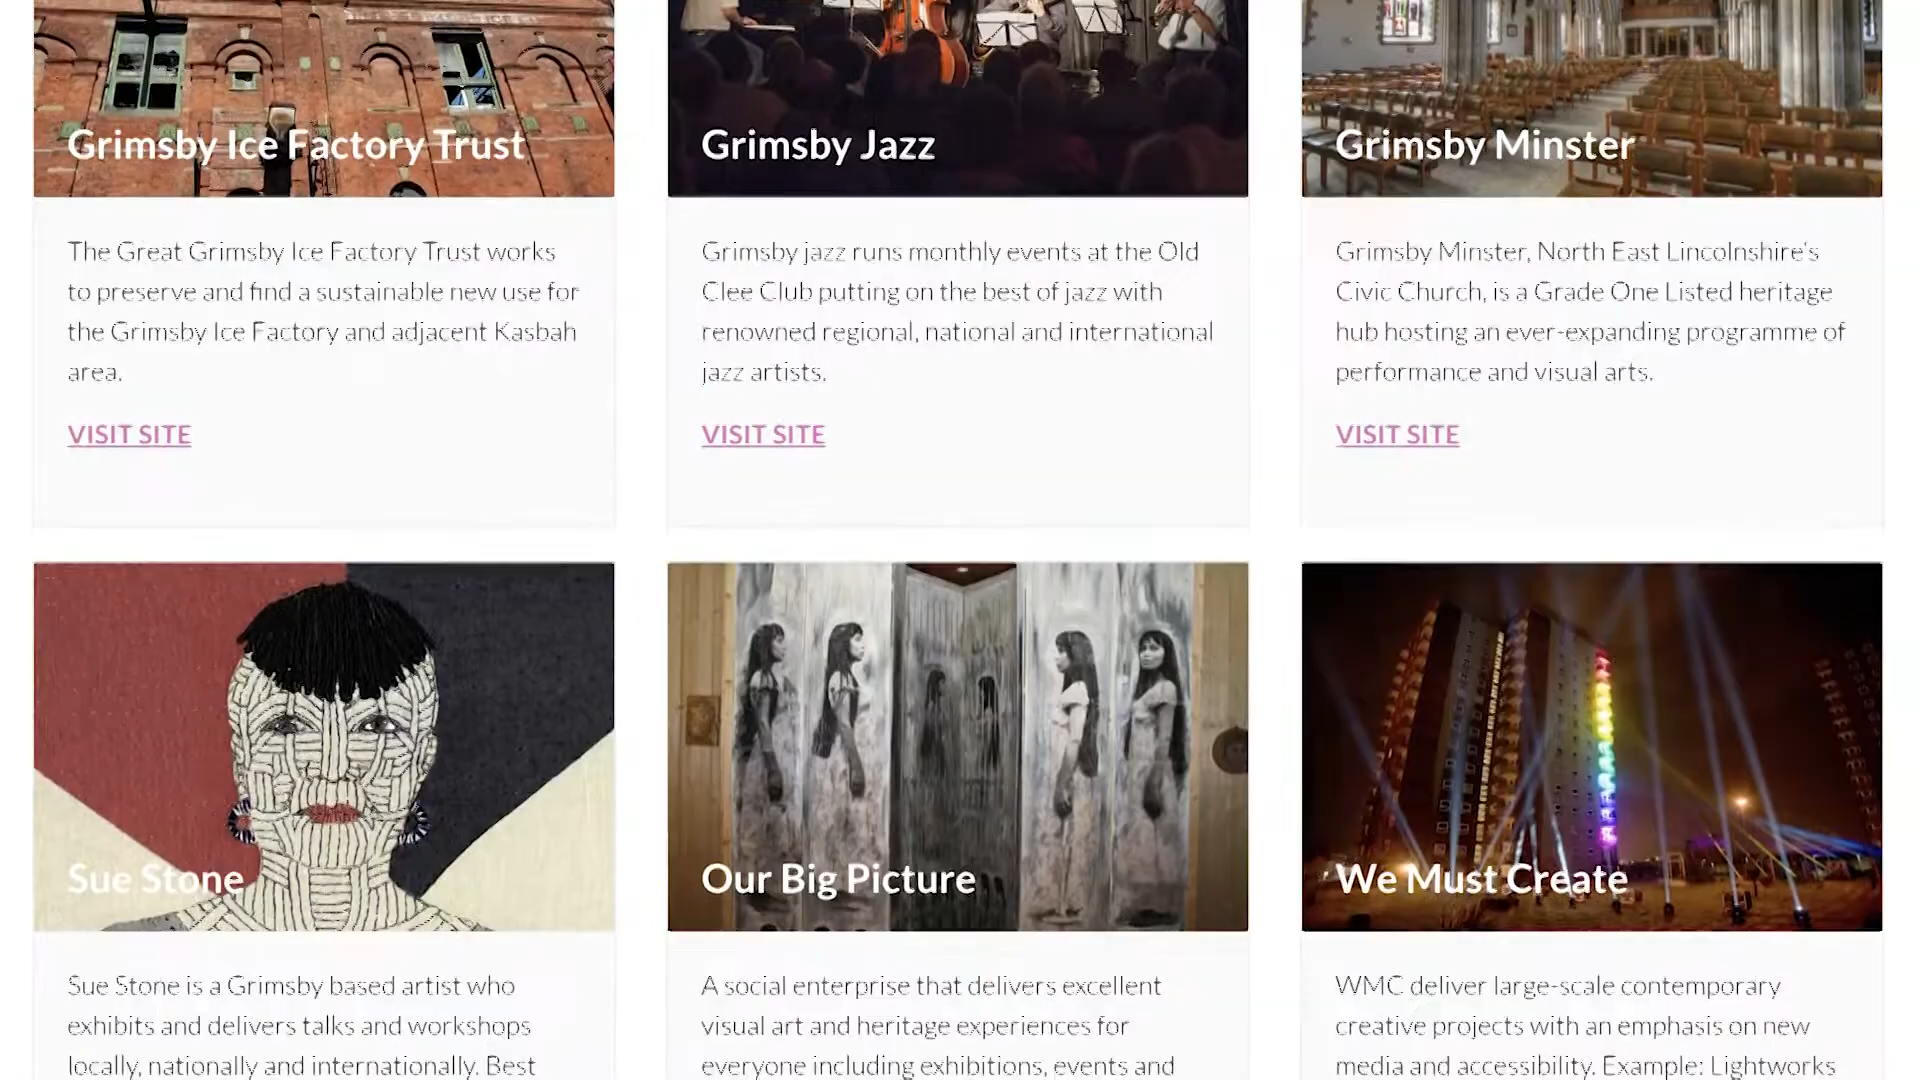 Grimsby Ice Factory Trust
The Great Grimsby Ice Factory Trust works
to preserve and find a sustainable new use for
the Grimsby Ice Factory and adjacent Kasbah
area.
VISIT SITE
Grimsby Jazz
Grimsby jazz runs monthly events at the Old
Clee Club putting on the best of jazz with
renowned regional, national and international
jazz artists.
VISIT SITE
Grimsby Minster
Grimsby Minster, North East Lincolnshire's
Civic Church, is a Grade One Listed heritage
hub hosting an ever-expanding programme of
performance and visual arts.
VISIT SITE
Sue Stone
Sue Stone is a Grimsby based artist who
exhibits and delivers talks and workshops
locally, nationally and internationally. Best
Our Big Picture
A social enterprise that delivers excellent
visual art and heritage experiences for
everyone including exhibitions, events and
We Must Create
WMC deliver large-scale contemporary
creative projects with an emphasis on new
media and accessibility. Example: Lightworks